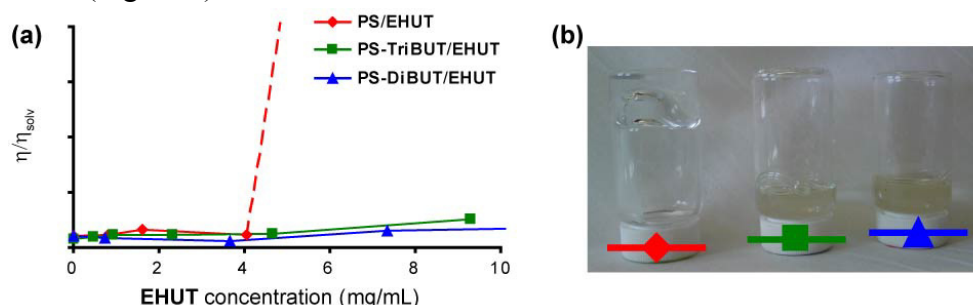 (a)
PS/EHUT
PS-TriBUT/EHUT
PS-DiBUT/EHUT
η/ηsolv
0 2 4 6 8 10
EHUT concentration (mg/mL)
(b)